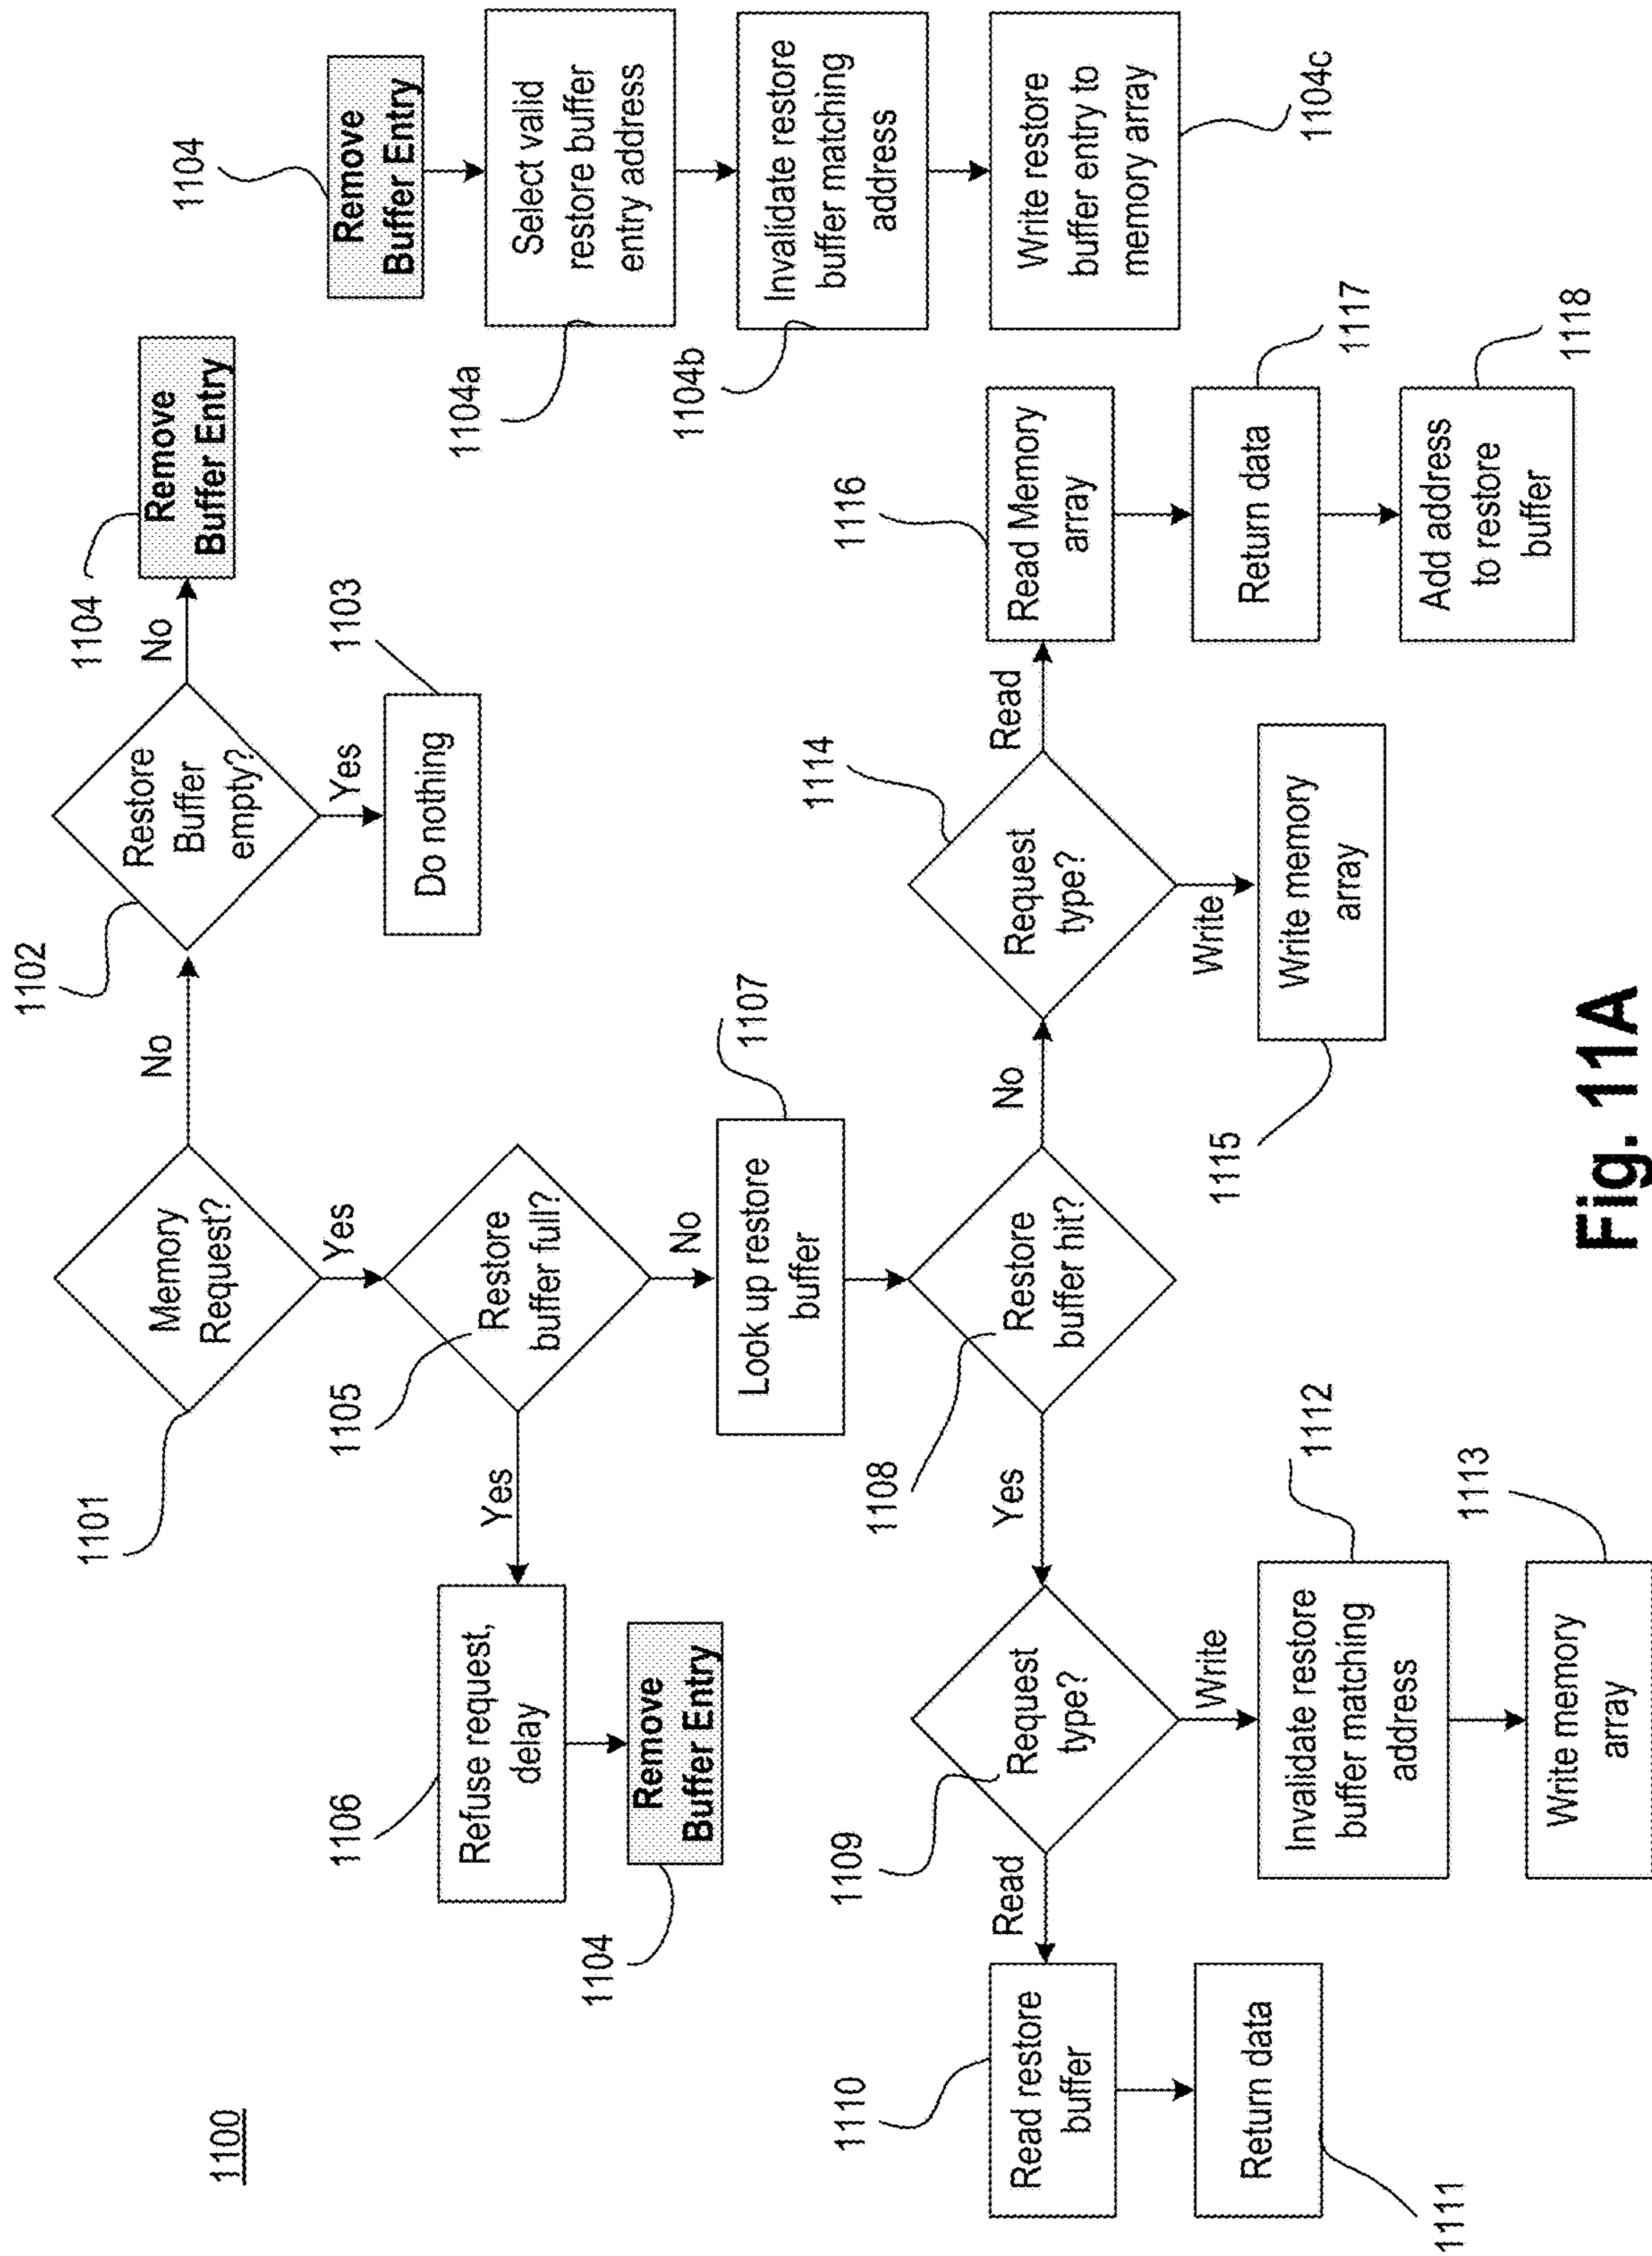 1100
1101
Memory
Request?
No
Yes
1102
Restore
Buffer
empty?
No
Yes
1104
Remove
Buffer Entry
1103
Do nothing
1105
Restore
buffer full?
Yes
No
1106
Refuse request,
delay
1104
Remove
Buffer Entry
1107
Look up restore
buffer
1108
Restore
buffer hit?
Yes
No
1109
Request
type?
Read
Write
1110
Read restore
buffer
1111
Return data
1112
Invalidate restore
buffer matching
address
1113
Write memory
array
1114
Request
type?
Read
Write
1115
Write memory
array
1116
Read Memory
array
1117
Return data
1118
Add address
to restore
buffer
1104
Remove
Buffer Entry
1104a
Select valid
restore buffer
entry address
1104b
Invalidate restore
buffer matching
address
1104c
Write restore
buffer entry to
memory array
Fig. 11A